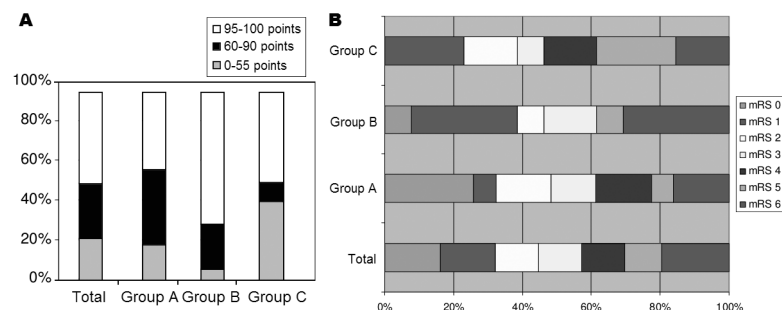 A
95-100 points
60-90 points
0-55 points
100%
80%
60%
40%
20%
0%
Total Group A Group B Group C
B
Group C
Group B
Group A
Total
0% 20% 40% 60% 80% 100%
mRS 0
mRS 1
mRS 2
mRS 3
mRS 4
mRS 5
mRS 6